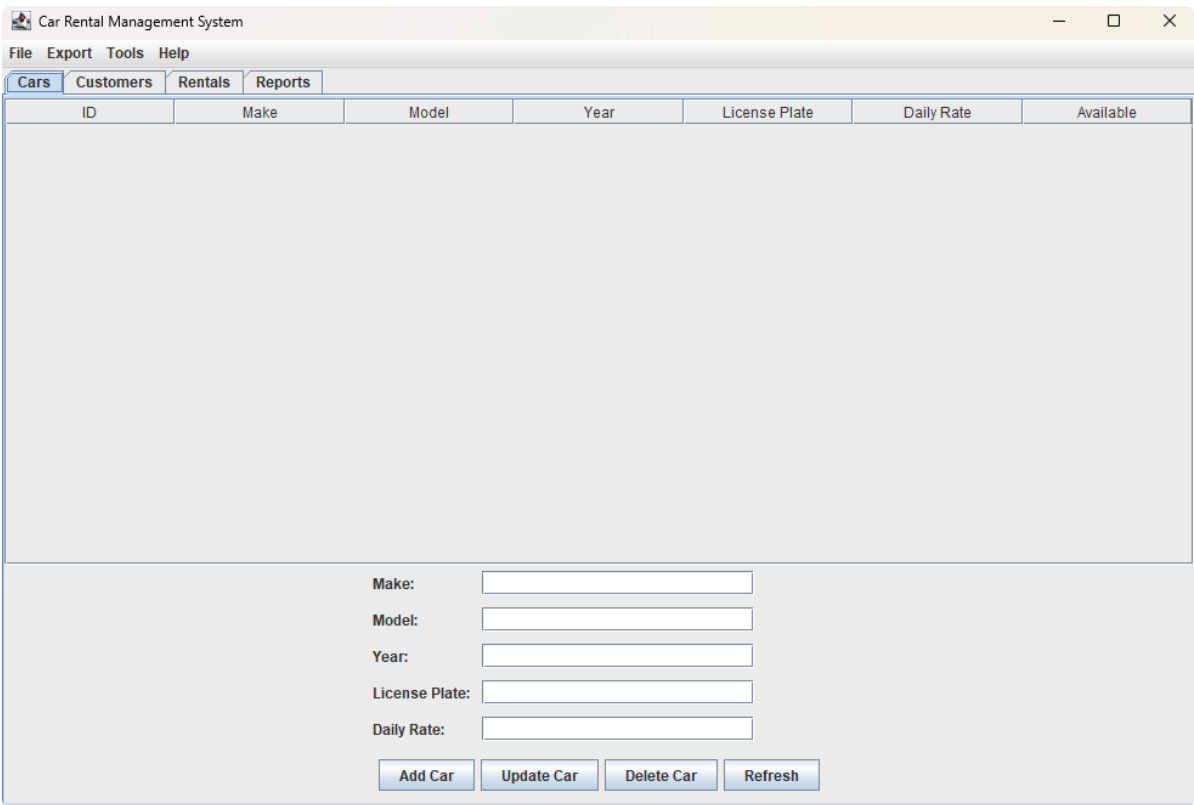 Car Rental Management System
File Export Tools Help
Cars Customers Rentals Reports
ID Make Model Year License Plate Daily Rate Available
Make:
Model:
Year:
License Plate:
Daily Rate:
Add Car Update Car Delete Car Refresh